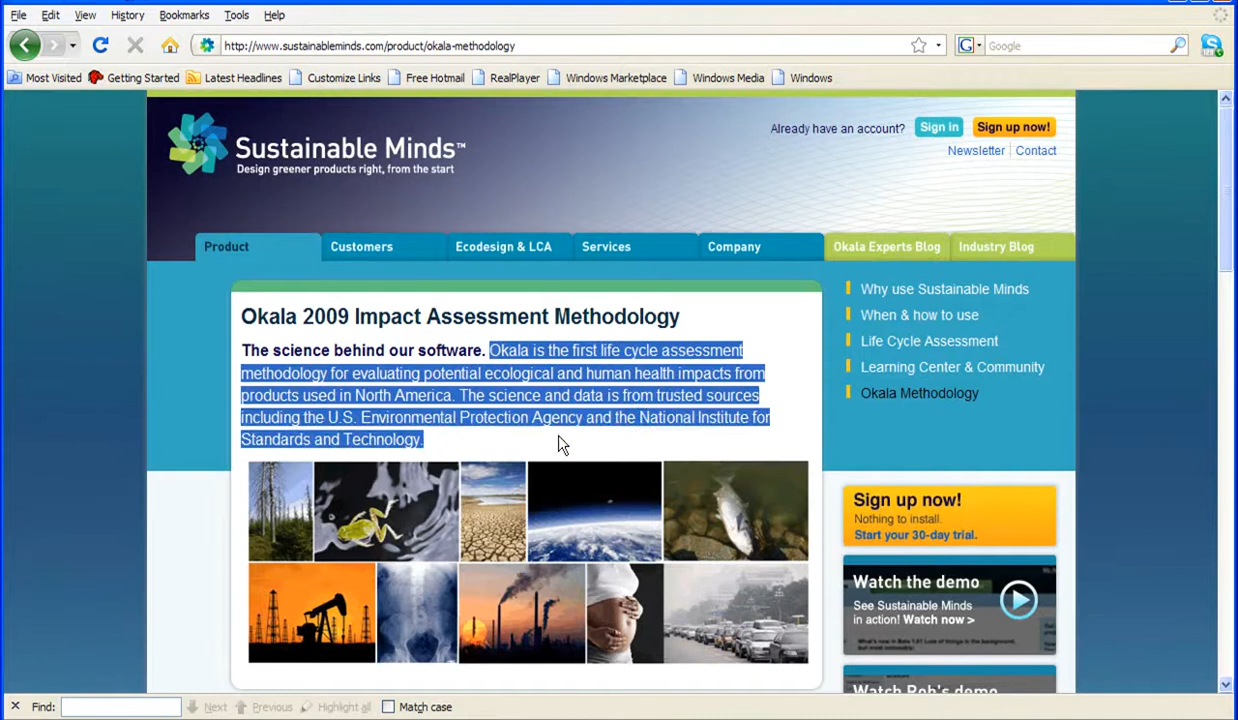 File Edit View History Bookmarks Tools Help
http://www.sustainableminds.com/product/okala-methodology
G Google
Most Visited Getting Started Latest Headlines Customize Links Free Hotmail RealPlayer Windows Marketplace Windows Media Windows
Already have an account? Sign in Sign up now!
Newsletter Contact
Sustainable Minds™
Design greener products right, from the start
Product Customers Ecodesign & LCA Services Company Okala Experts Blog Industry Blog
Okala 2009 Impact Assessment Methodology
The science behind our software. Okala is the first life cycle assessment
methodology for evaluating potential ecological and human health impacts from
products used in North America. The science and data is from trusted sources
including the U.S. Environmental Protection Agency and the National Institute for
Standards and Technology.
Why use Sustainable Minds
When & how to use
Life Cycle Assessment
Learning Center & Community
Okala Methodology
Sign up now!
Nothing to install.
Start your 30-day trial.
Watch the demo
See Sustainable Minds
in action! Watch now >
Watch Rob's demo
Find: Next Previous Highlight all Match case